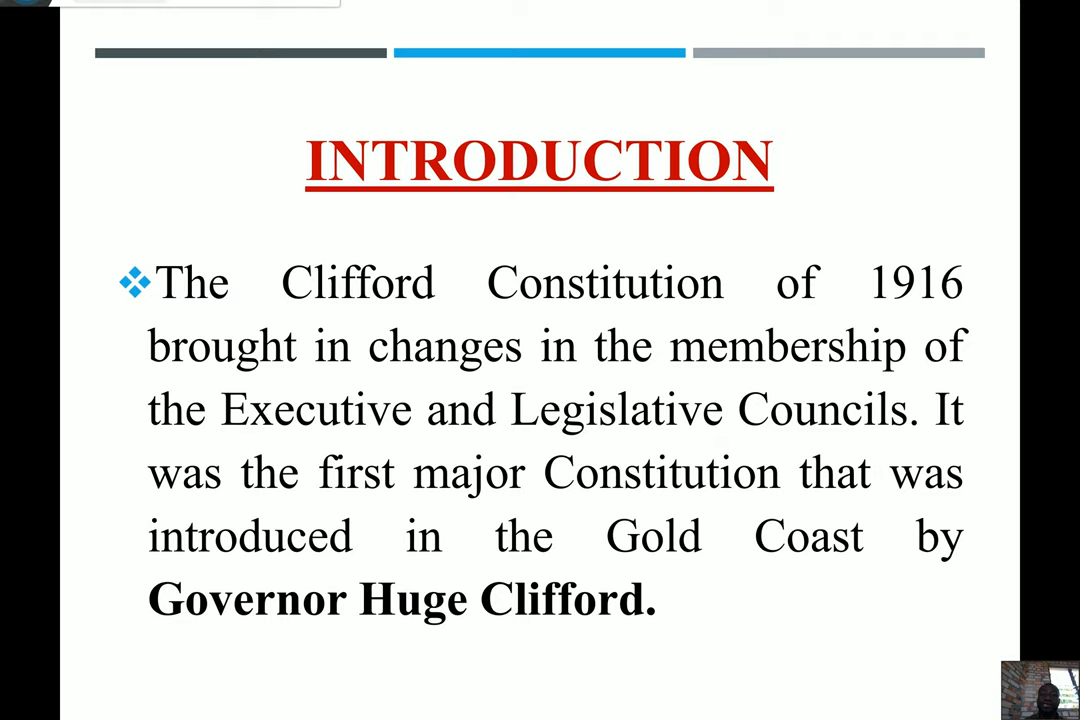 INTRODUCTION
The Clifford Constitution of 1916
brought in changes in the membership of
the Executive and Legislative Councils. It
was the first major Constitution that was
introduced in the Gold Coast by
Governor Huge Clifford.